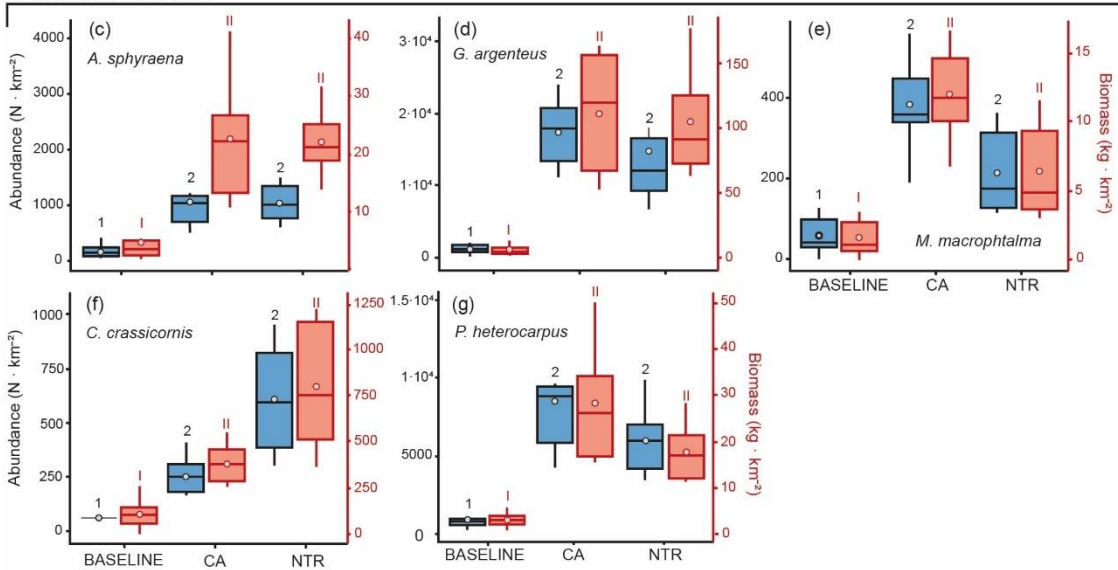 (c)
A. sphyraena
Abundance (N · km⁻²)
4000
3000
2000
1000
0
40
30
20
10
1
I
2
II
2
II
(d)
G. argenteus
3·10⁴
2·10⁴
1·10⁴
0
150
100
50
0
1
I
2
II
2
II
(e)
M. macrophtalma
400
200
0
15
10
5
0
Biomass (kg · km⁻²)
1
I
2
II
2
II
BASELINE
CA
NTR
(f)
C. crassicornis
Abundance (N · km⁻²)
1000
750
500
250
0
1250
1000
750
500
250
0
1
I
2
II
2
II
BASELINE
CA
NTR
(g)
P. heterocarpus
1.5·10⁴
1·10⁴
5000
0
50
40
30
20
10
0
Biomass (kg · km⁻²)
1
I
2
II
2
II
BASELINE
CA
NTR